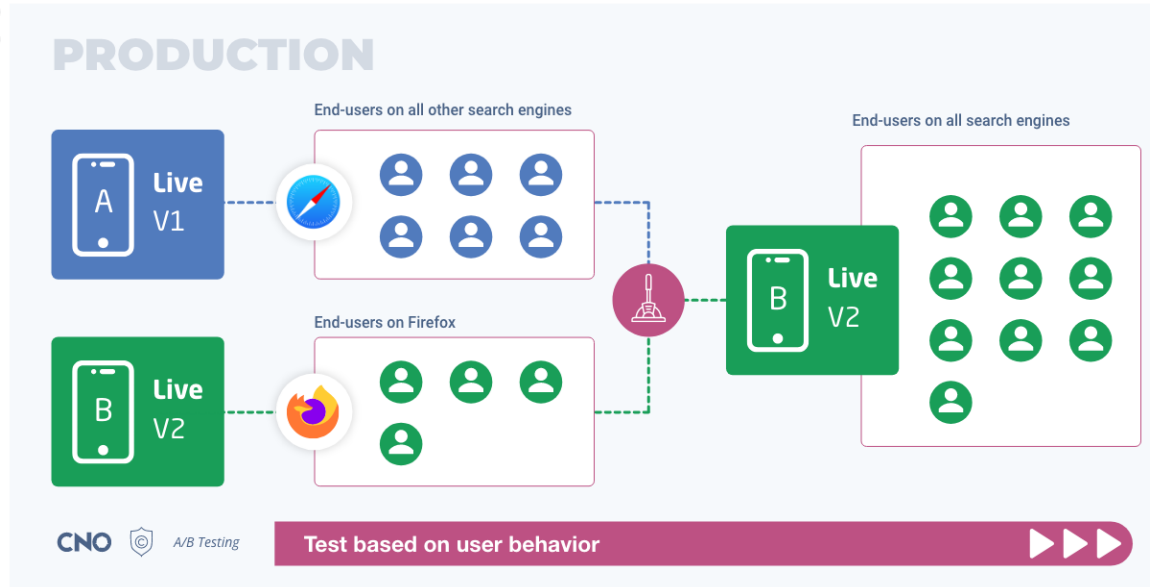 PRODUCTION
End-users on all other search engines
End-users on all search engines
A
Live
V1
End-users on Firefox
B
Live
V2
B
Live
V2
CNO
©
A/B Testing
Test based on user behavior